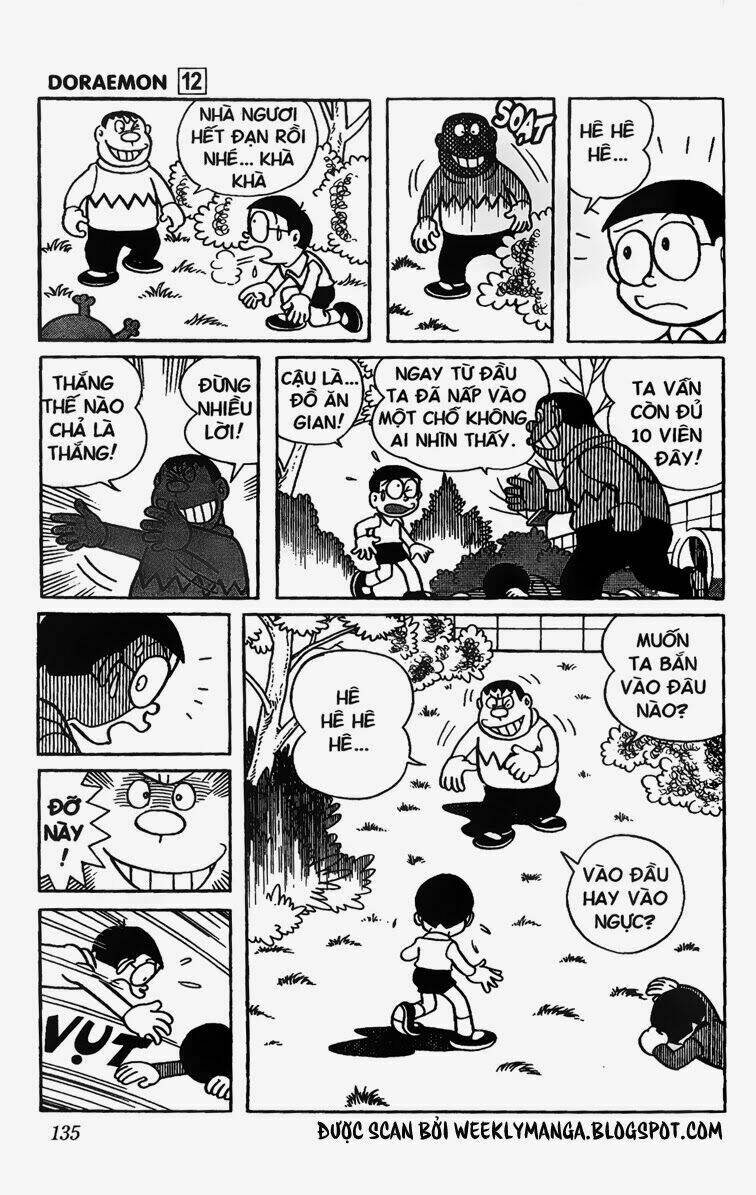 DORAEMON 12
NHÀ NGƯƠI
HẾT ĐẠN RỒI
NHÉ... KHÀ
KHÀ
SOẠT
HÊ HÊ
HÊ...
THẮNG
THẾ NÀO
CHẢ LÀ
THẮNG!
ĐỪNG
NHIỀU
LỜI!
CẬU LÀ...
ĐỒ ĂN
GIAN!
NGAY TỪ ĐẦU
TA ĐÃ NẤP VÀO
MỘT CHỖ KHÔNG
AI NHÌN THẤY.
TA VẪN
CÒN ĐỦ
10 VIÊN
ĐÂY!
HÊ
HÊ HÊ
HÊ...
MUỐN
TA BẮN
VÀO ĐÂU
NÀO?
VÀO ĐẦU
HAY VÀO
NGỰC?
ĐỠ
NÀY
!
VỤT
135
ĐƯỢC SCAN BỞI WEEKLYMANGA.BLOGSPOT.COM